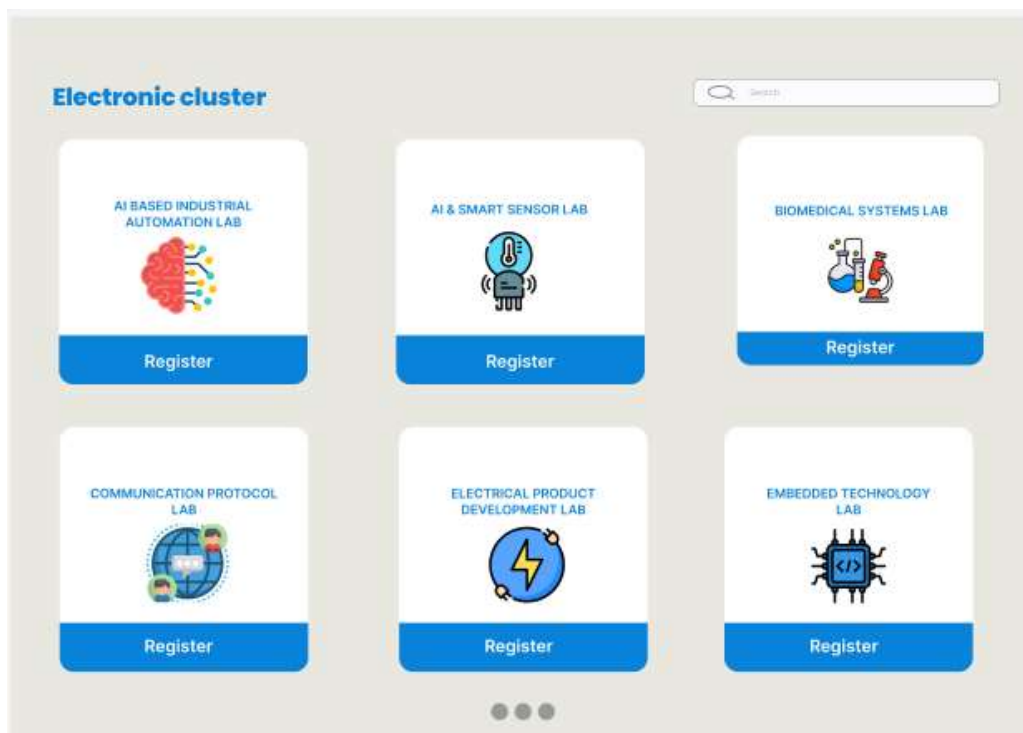 Electronic cluster
Search
AI BASED INDUSTRIAL
AUTOMATION LAB
Register
AI & SMART SENSOR LAB
Register
BIOMEDICAL SYSTEMS LAB
Register
COMMUNICATION PROTOCOL
LAB
Register
ELECTRICAL PRODUCT
DEVELOPMENT LAB
Register
EMBEDDED TECHNOLOGY
LAB
</>
Register